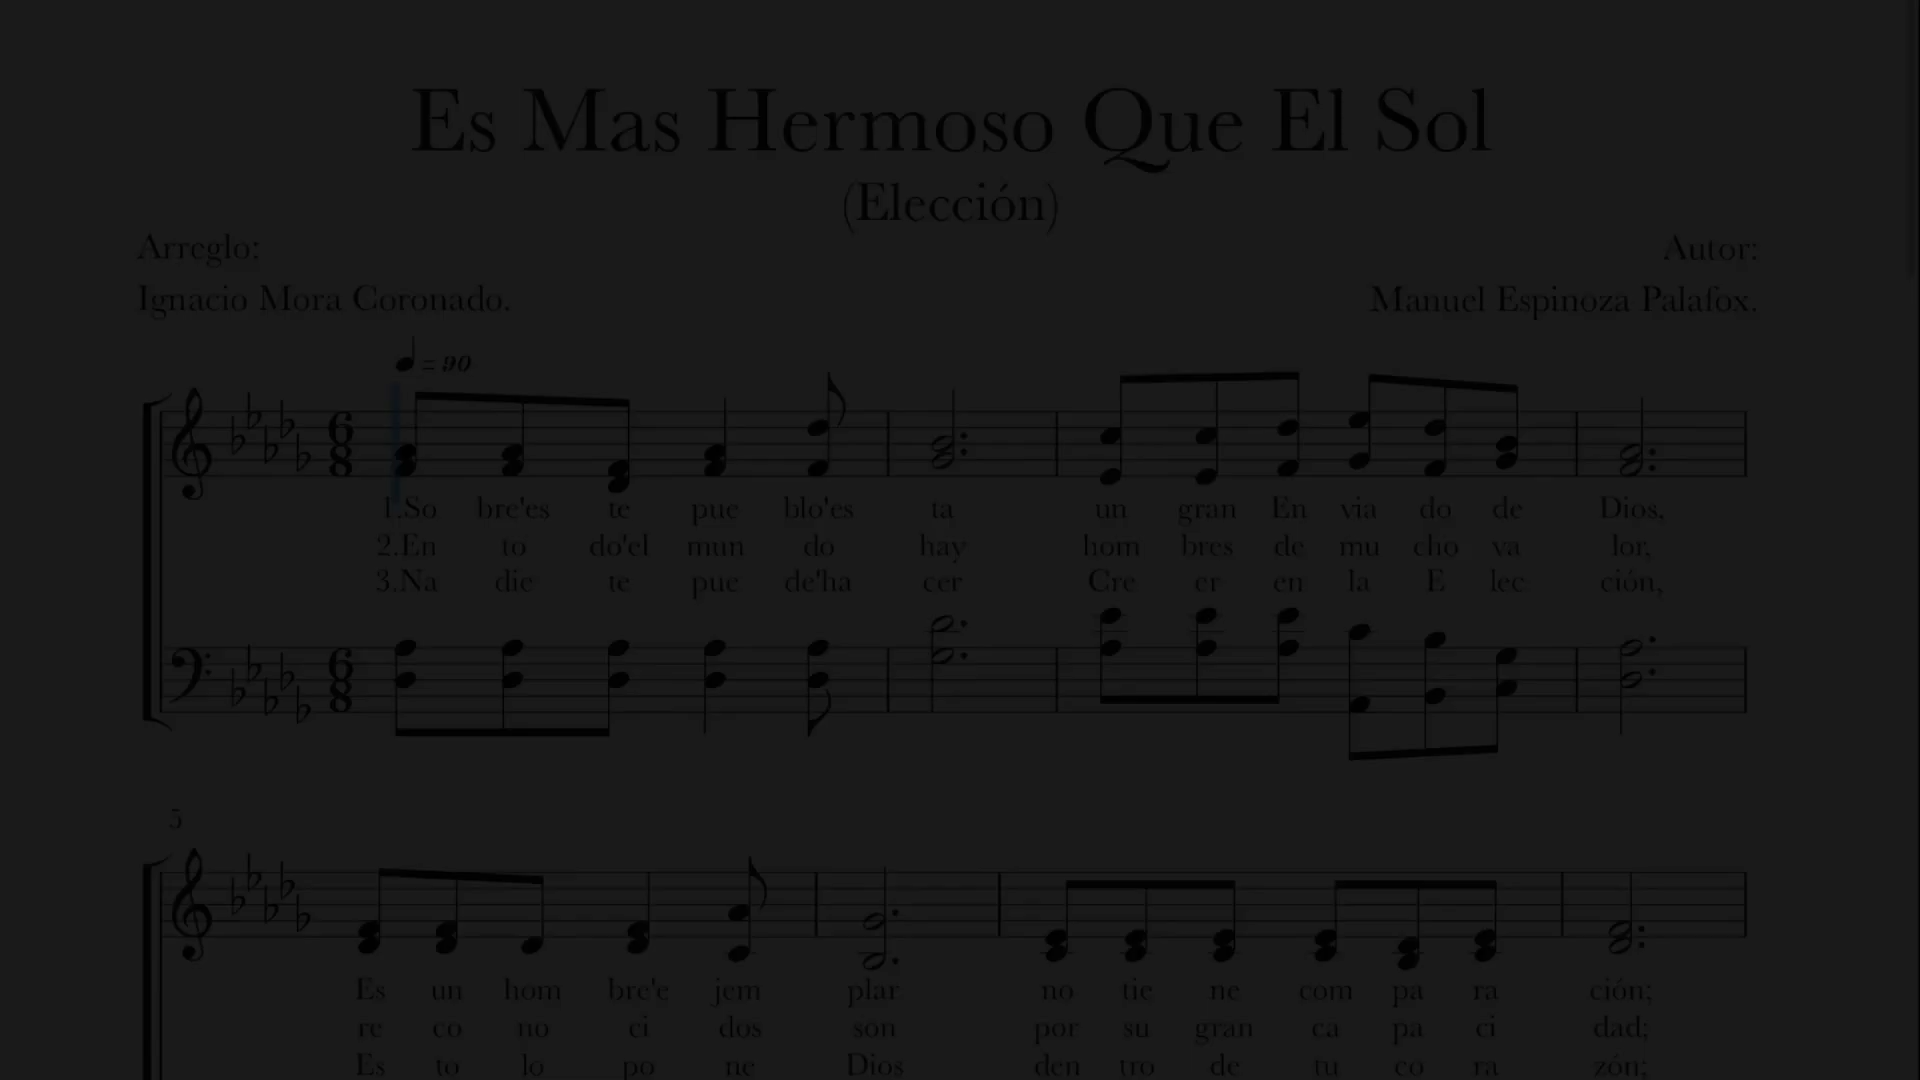 Es Mas Hermoso Que El Sol
(Elección)
Arreglo:
Autor:
Ignacio Mora Coronado.
Manuel Espinoza Palafox.
= 90
6
8
1.So bre'es te pue blo'es ta un gran En via do de Dios,
2.En to do'el mun do hay hom bres de mu cho va lor,
3.Na die te pue de'ha cer Cre er en la E lec ción,
6
8
5
Es un hom bre'e jem plar no tie ne com pa ra ción;
re co no ci dos son por su gran ca pa ci dad;
Es to lo po ne Dios den tro de tu co ra zón;